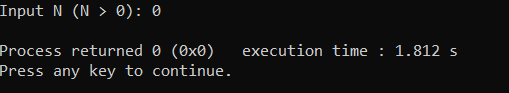 Input N (N > 0): 0
Process returned 0 (0x0)   execution time : 1.812 s
Press any key to continue.